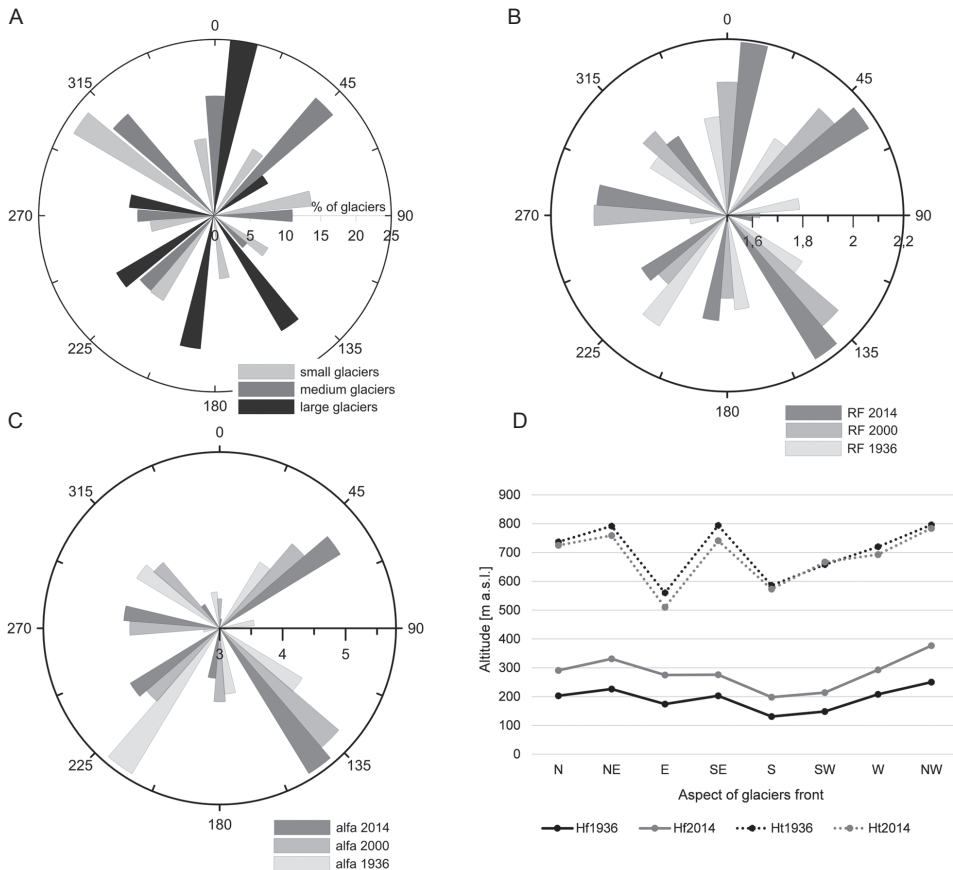 A
0
315
45
270
% of glaciers
90
0 5 10 15 20 25
225
135
180
small glaciers
medium glaciers
large glaciers
B
0
315
45
270
90
1,6 1,8 2 2,2
225
135
180
RF 2014
RF 2000
RF 1936
C
0
315
45
270
90
3 4 5
225
135
180
alfa 2014
alfa 2000
alfa 1936
D
900
800
700
600
500
400
300
200
100
0
Altitude [m a.s.l.]
N NE E SE S SW W NW
Aspect of glaciers front
Hf1936 Hf2014 Ht1936 Ht2014